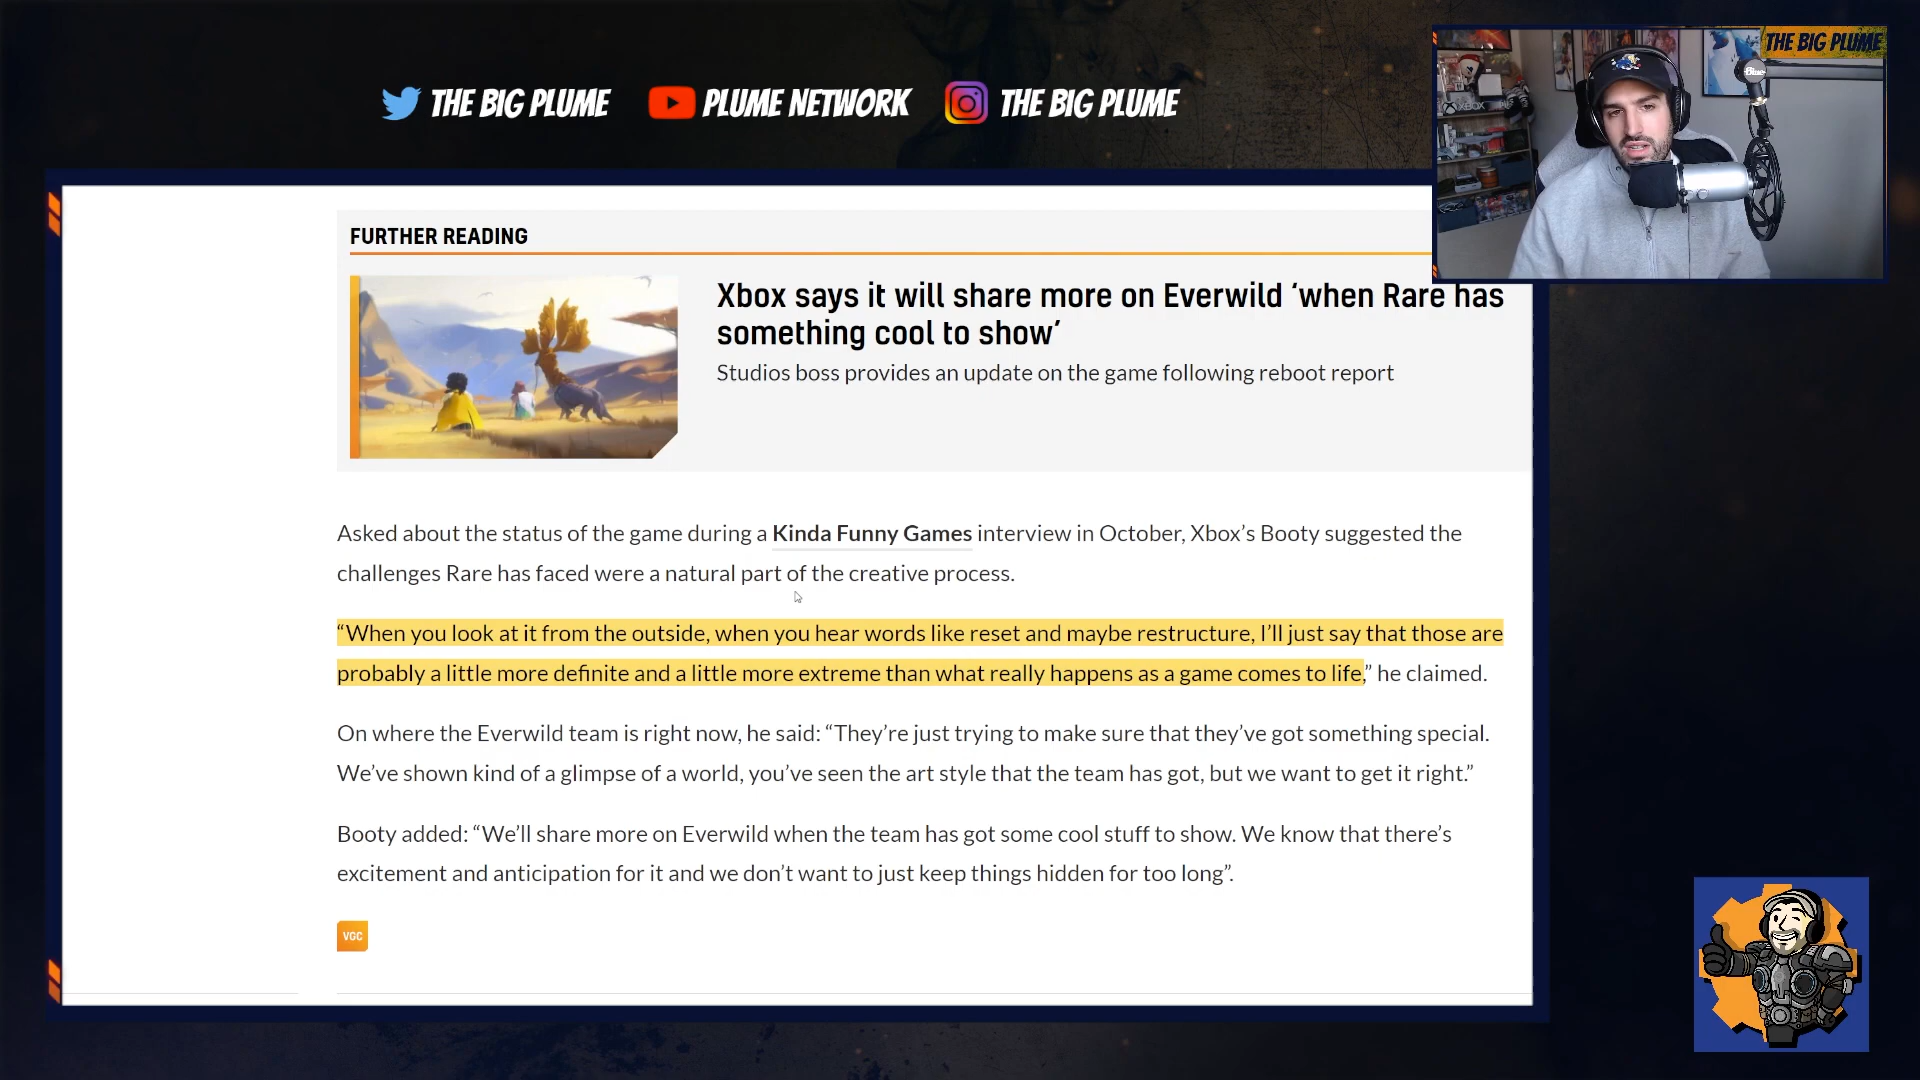 THE BIG PLUME
PLUME NETWORK
THE BIG PLUME
THE BIG PLUME
Blue
XBOX
FURTHER READING
Xbox says it will share more on Everwild ‘when Rare has
something cool to show’
Studios boss provides an update on the game following reboot report
Asked about the status of the game during a Kinda Funny Games interview in October, Xbox’s Booty suggested the
challenges Rare has faced were a natural part of the creative process.
“When you look at it from the outside, when you hear words like reset and maybe restructure, I’ll just say that those are
probably a little more definite and a little more extreme than what really happens as a game comes to life,” he claimed.
On where the Everwild team is right now, he said: “They’re just trying to make sure that they’ve got something special.
We’ve shown kind of a glimpse of a world, you’ve seen the art style that the team has got, but we want to get it right.”
Booty added: “We’ll share more on Everwild when the team has got some cool stuff to show. We know that there’s
excitement and anticipation for it and we don’t want to just keep things hidden for too long”.
VGC